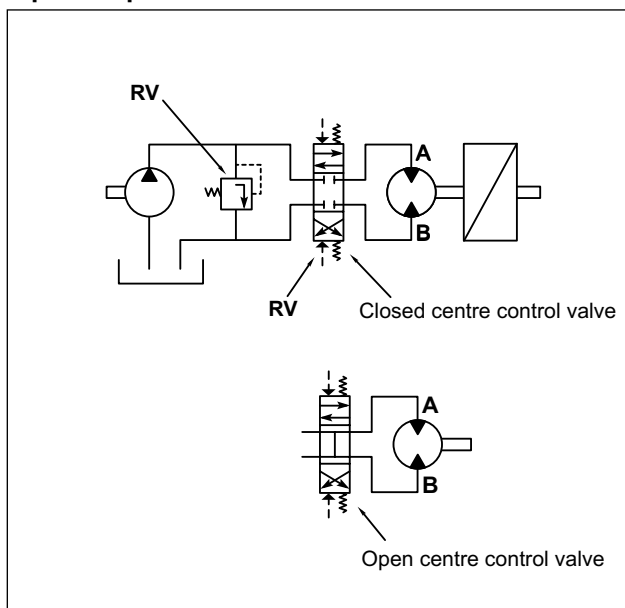 RV
A
B
RV
Closed centre control valve
A
B
Open centre control valve